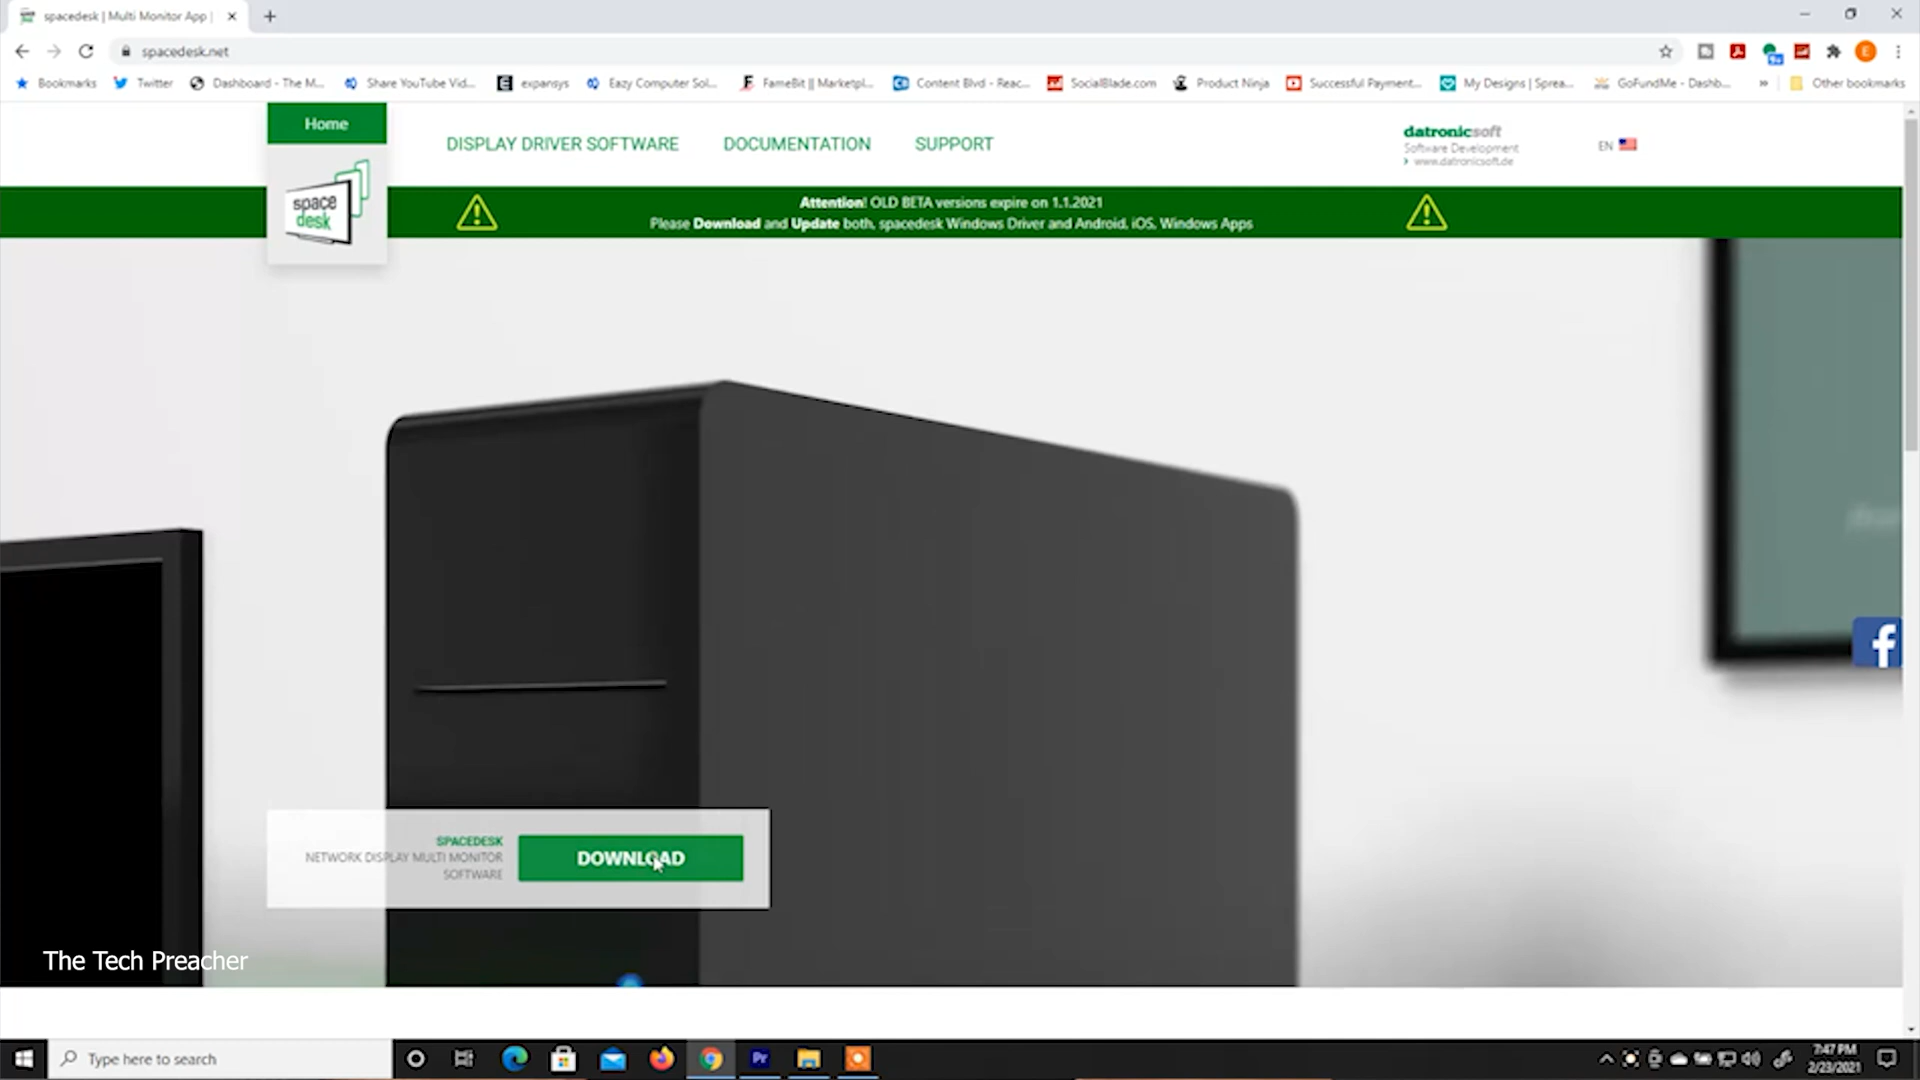 spacedesk | Multi Monitor App |
spacedesk.net
Bookmarks
Twitter
Dashboard - The M...
Share YouTube Vid...
expansys
Eazy Computer Sol...
FameBit || Marketpl...
Content Blvd - Reac...
SocialBlade.com
Product Ninja
Successful Payment...
My Designs | Sprea...
GoFundMe - Dashb...
»
Other bookmarks
Home
DISPLAY DRIVER SOFTWARE
DOCUMENTATION
SUPPORT
datronicsoft
Software Development
www.datronicsoft.de
EN
space
desk
Attention! OLD BETA versions expire on 1.1.2021
Please Download and Update both, spacedesk Windows Driver and Android, iOS, Windows Apps
SPACEDESK
NETWORK DISPLAY MULTI MONITOR
SOFTWARE
DOWNLOAD
The Tech Preacher
Type here to search
Pr
7:47 PM
2/23/2021